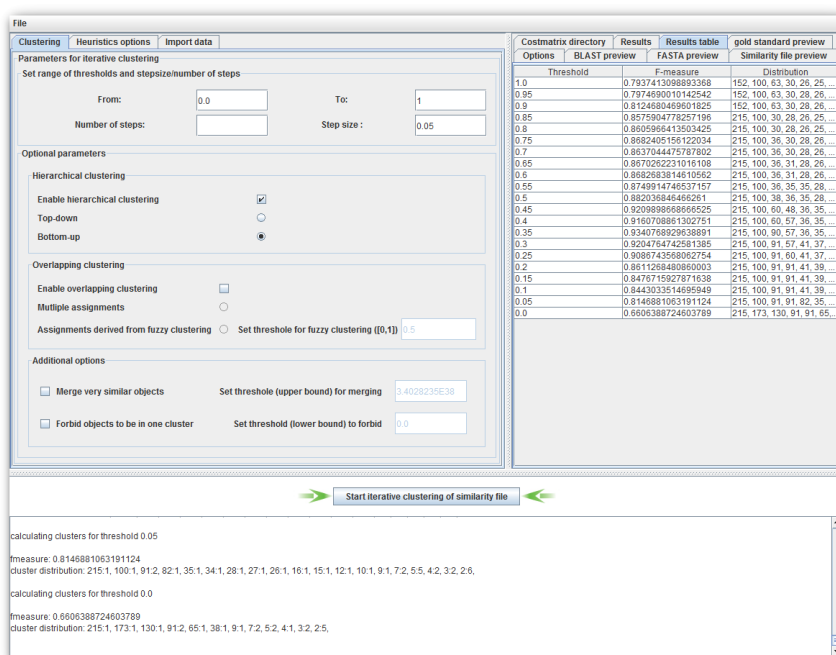 File
Clustering Heuristics options Import data
Parameters for iterative clustering
Set range of thresholds and stepsize/number of steps
From: 0.0 To: 1
Number of steps: Step size : 0.05
Optional parameters
Hierarchical clustering
Enable hierarchical clustering
Top-down
Bottom-up
Overlapping clustering
Enable overlapping clustering
Mutliple assignments
Assignments derived from fuzzy clustering Set threshole for fuzzy clustering ([0,1]) 0.5
Additional options
Merge very similar objects Set threshole (upper bound) for merging 3.4028235E38
Forbid objects to be in one cluster Set threshold (lower bound) to forbid 0.0
Costmatrix directory Results Results table gold standard preview
Options BLAST preview FASTA preview Similarity file preview
Threshold F-measure Distribution
1.0 0.7937413098893368 152, 100, 63, 30, 26, 25, ...
0.95 0.7974690010142542 152, 100, 63, 30, 28, 26, ...
0.9 0.8124680469601825 152, 100, 63, 30, 28, 26, ...
0.85 0.8575904778257196 215, 100, 30, 28, 26, 25, ...
0.8 0.8605966413503425 215, 100, 30, 28, 26, 25, ...
0.75 0.8682405156122034 215, 100, 36, 30, 28, 26, ...
0.7 0.8637044475787802 215, 100, 36, 30, 28, 26, ...
0.65 0.8670262231016108 215, 100, 36, 31, 28, 26, ...
0.6 0.8682683814610562 215, 100, 36, 31, 28, 26, ...
0.55 0.8749914746537157 215, 100, 36, 35, 35, 28, ...
0.5 0.882036846466261 215, 100, 38, 36, 35, 28, ...
0.45 0.9209898668666525 215, 100, 60, 48, 36, 35, ...
0.4 0.9160708861302751 215, 100, 60, 57, 36, 35, ...
0.35 0.9340768929638891 215, 100, 90, 57, 36, 35, ...
0.3 0.9204764742581385 215, 100, 91, 57, 41, 37, ...
0.25 0.9086743568062754 215, 100, 91, 60, 41, 37, ...
0.2 0.8611268480860003 215, 100, 91, 91, 41, 39, ...
0.15 0.8476715927871638 215, 100, 91, 91, 41, 39, ...
0.1 0.8443033514695949 215, 100, 91, 91, 41, 39, ...
0.05 0.8146881063191124 215, 100, 91, 91, 82, 35, ...
0.0 0.6606388724603789 215, 173, 130, 91, 91, 65, ...
Start iterative clustering of similarity file
calculating clusters for threshold 0.05
fmeasure: 0.8146881063191124
cluster distribution: 215:1, 100:1, 91:2, 82:1, 35:1, 34:1, 28:1, 27:1, 26:1, 16:1, 15:1, 12:1, 10:1, 9:1, 7:2, 5:5, 4:2, 3:2, 2:6,
calculating clusters for threshold 0.0
fmeasure: 0.6606388724603789
cluster distribution: 215:1, 173:1, 130:1, 91:2, 65:1, 38:1, 9:1, 7:2, 5:2, 4:1, 3:2, 2:5,